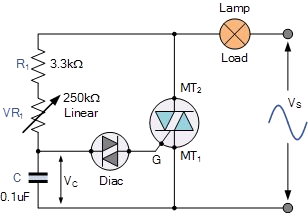 Lamp
Load
R₁ 3.3kΩ
MT₂
250kΩ
VR₁ Linear
Vs
G
MT₁
C
Vc
Diac
0.1uF